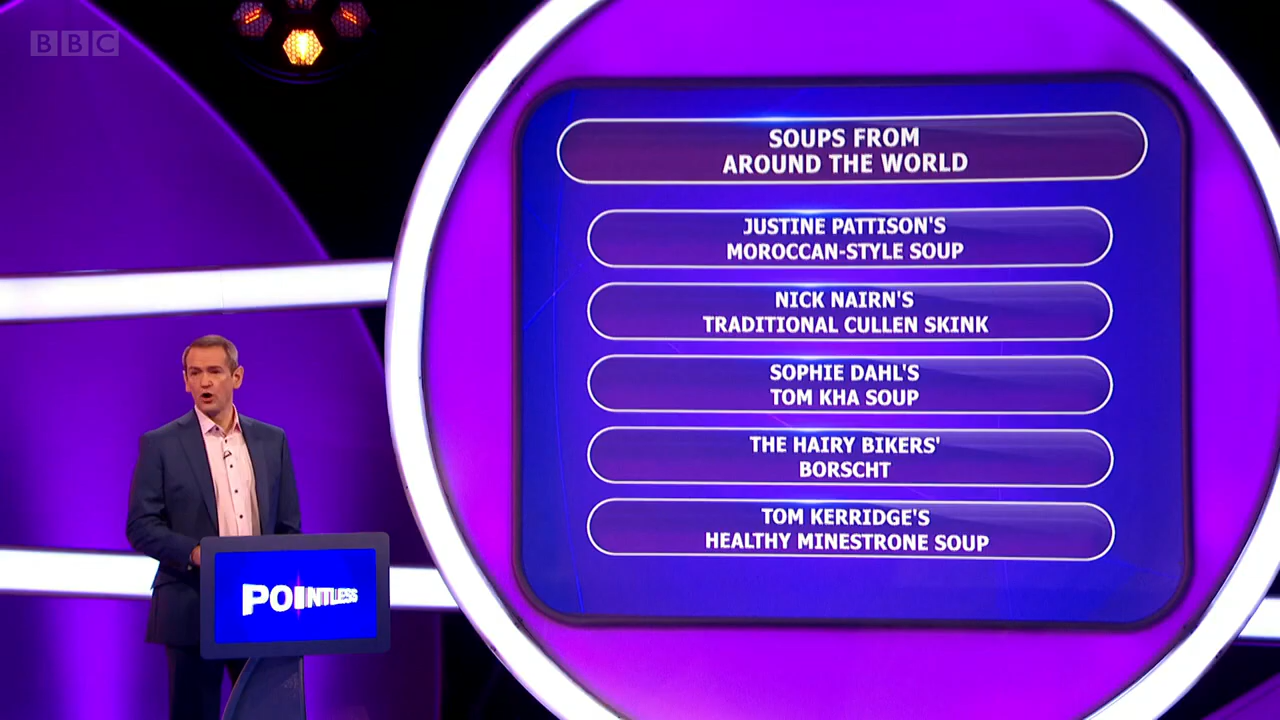 BBC
SOUPS FROM
AROUND THE WORLD
JUSTINE PATTISON'S
MOROCCAN-STYLE SOUP
NICK NAIRN'S
TRADITIONAL CULLEN SKINK
SOPHIE DAHL'S
TOM KHA SOUP
THE HAIRY BIKERS'
BORSCHT
TOM KERRIDGE'S
HEALTHY MINESTRONE SOUP
POINTLESS